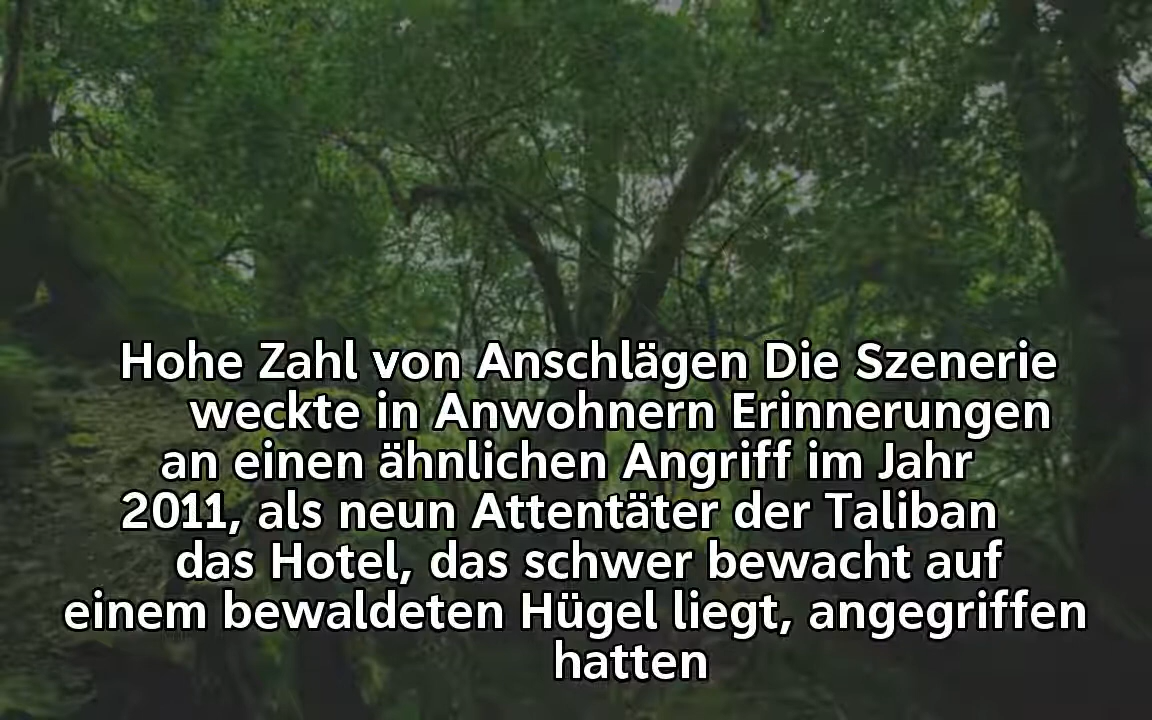 Hohe Zahl von Anschlägen Die Szenerie
weckte in Anwohnern Erinnerungen
an einen ähnlichen Angriff im Jahr
2011, als neun Attentäter der Taliban
das Hotel, das schwer bewacht auf
einem bewaldeten Hügel liegt, angegriffen
hatten